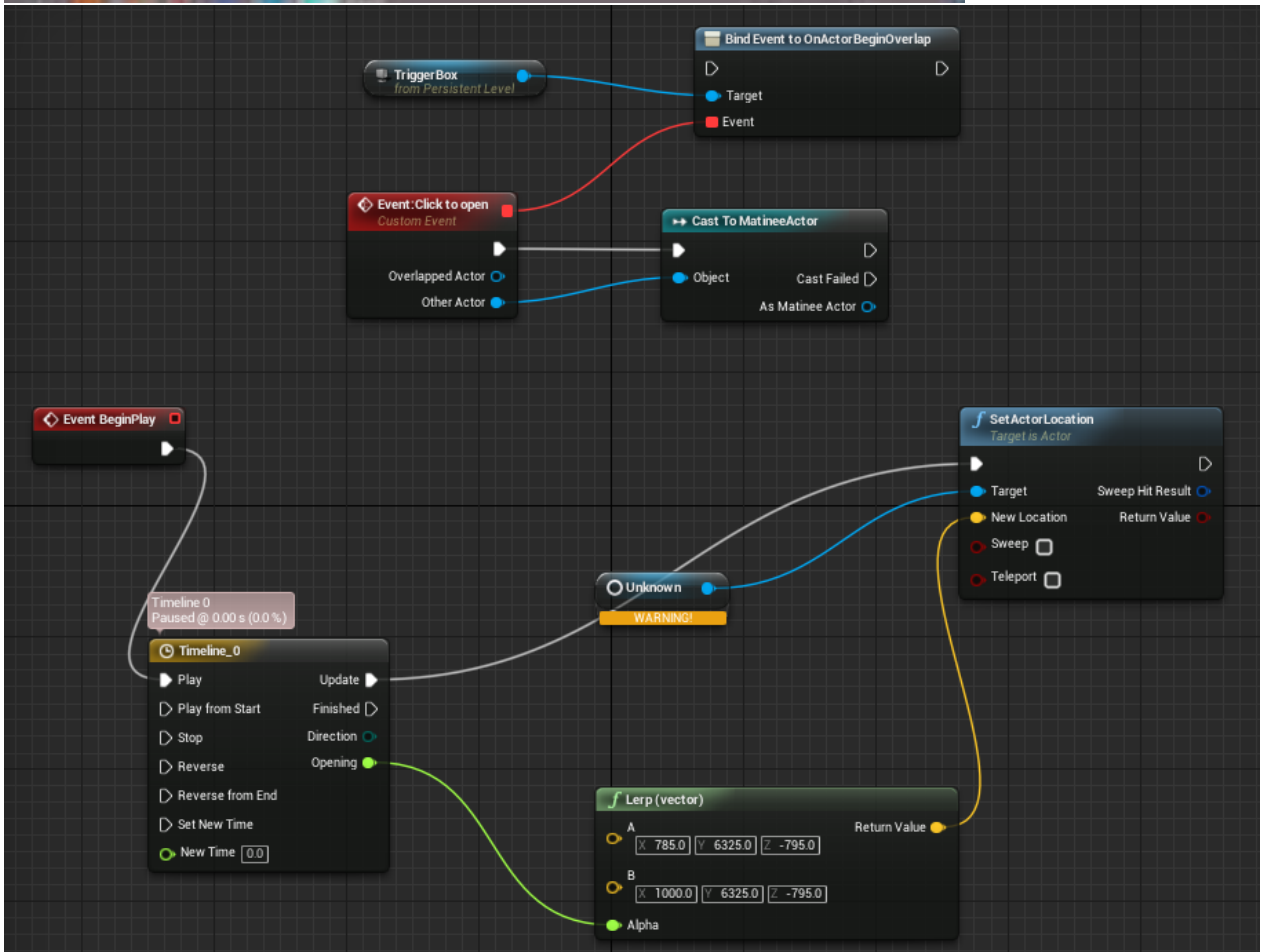 Bind Event to OnActorBeginOverlap
Target
Event
TriggerBox
from Persistent Level
Event:Click to open
Custom Event
Overlapped Actor
Other Actor
Cast To MatineeActor
Object
Cast Failed
As Matinee Actor
Event BeginPlay
SetActorLocation
Target is Actor
Target
Sweep Hit Result
New Location
Return Value
Sweep
Teleport
Unknown
WARNING!
Timeline 0
Paused @ 0.00 s (0.0 %)
Timeline_0
Play
Update
Play from Start
Finished
Stop
Direction
Reverse
Opening
Reverse from End
Set New Time
New Time 0.0
Lerp (vector)
A
Return Value
X 785.0 Y 6325.0 Z -795.0
B
X 1000.0 Y 6325.0 Z -795.0
Alpha